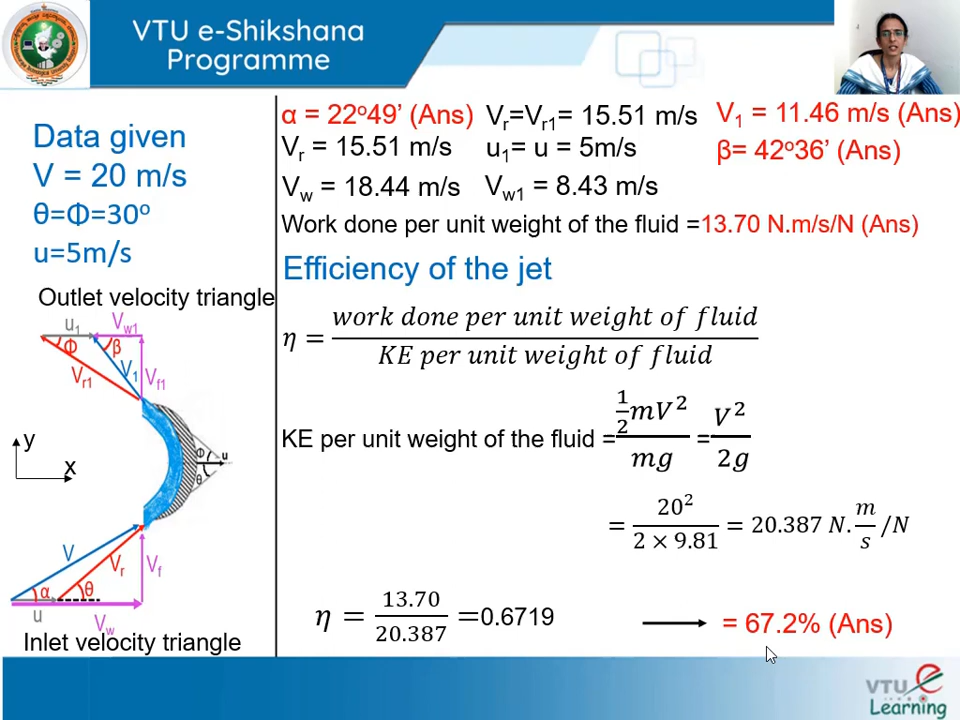 VTU e-Shikshana
Programme
Data given
V = 20 m/s
θ=Φ=30º
u=5m/s
α = 22º49’ (Ans)
Vr = 15.51 m/s
Vw = 18.44 m/s
Vr=Vr1= 15.51 m/s
u1= u = 5m/s
Vw1 = 8.43 m/s
V1 = 11.46 m/s (Ans)
β= 42º36’ (Ans)
Work done per unit weight of the fluid =13.70 N.m/s/N (Ans)
Efficiency of the jet
η = work done per unit weight of fluid / KE per unit weight of fluid
KE per unit weight of the fluid = ½mV² / mg = V² / 2g
= 20² / 2 × 9.81 = 20.387 N. m/s /N
η = 13.70 / 20.387 =0.6719
= 67.2% (Ans)
Outlet velocity triangle
u1
Vw1
Φ
β
Vr1
V1
Vf1
y
x
Φ
u
θ
V
Vr
Vf
α
θ
u
Vw
Inlet velocity triangle
VTU e
Learning